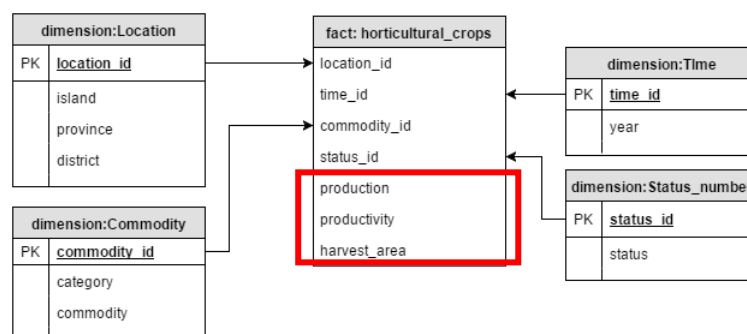 dimension:Location
PK location_id
island
province
district
dimension:Commodity
PK commodity_id
category
commodity
fact: horticultural_crops
location_id
time_id
commodity_id
status_id
production
productivity
harvest_area
dimension:TIme
PK time_id
year
dimension:Status_numbe
PK status_id
status